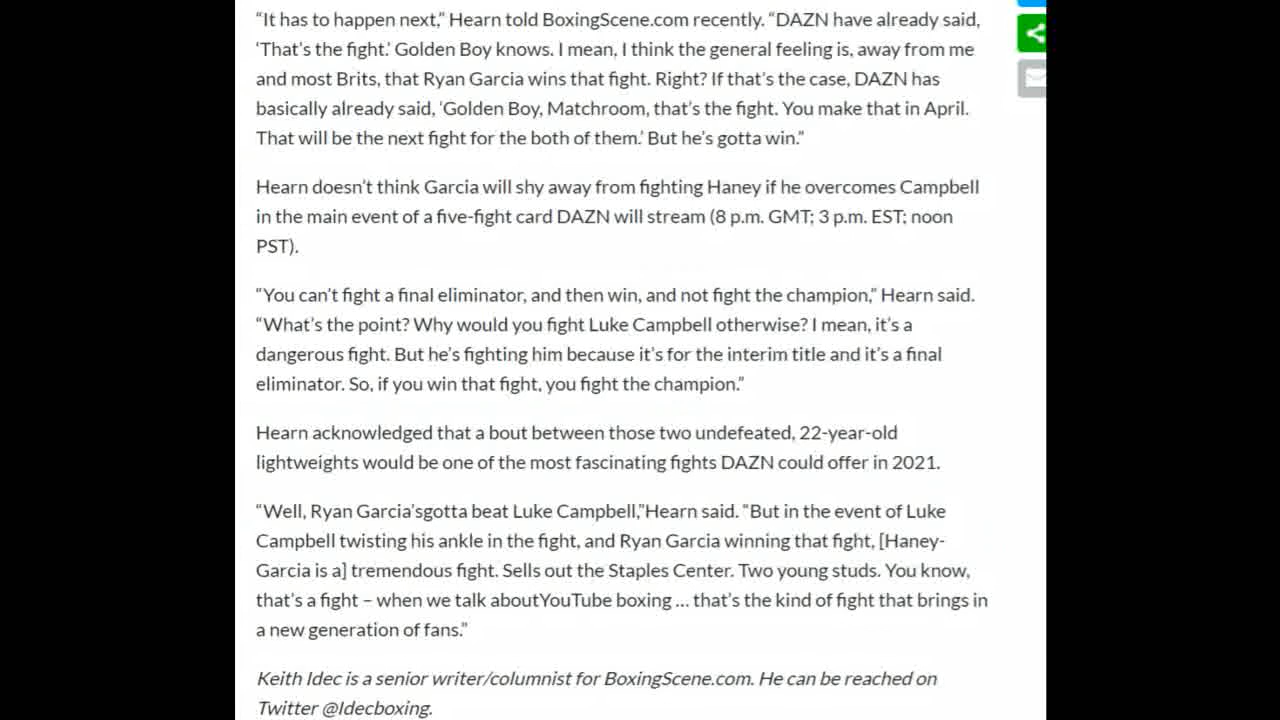 “It has to happen next,” Hearn told BoxingScene.com recently. “DAZN have already said,
‘That’s the fight.’ Golden Boy knows. I mean, I think the general feeling is, away from me
and most Brits, that Ryan Garcia wins that fight. Right? If that’s the case, DAZN has
basically already said, ‘Golden Boy, Matchroom, that’s the fight. You make that in April.
That will be the next fight for the both of them.’ But he’s gotta win.”
Hearn doesn’t think Garcia will shy away from fighting Haney if he overcomes Campbell
in the main event of a five-fight card DAZN will stream (8 p.m. GMT; 3 p.m. EST; noon
PST).
“You can’t fight a final eliminator, and then win, and not fight the champion,” Hearn said.
“What’s the point? Why would you fight Luke Campbell otherwise? I mean, it’s a
dangerous fight. But he’s fighting him because it’s for the interim title and it’s a final
eliminator. So, if you win that fight, you fight the champion.”
Hearn acknowledged that a bout between those two undefeated, 22-year-old
lightweights would be one of the most fascinating fights DAZN could offer in 2021.
“Well, Ryan Garcia’sgotta beat Luke Campbell,”Hearn said. “But in the event of Luke
Campbell twisting his ankle in the fight, and Ryan Garcia winning that fight, [Haney-
Garcia is a] tremendous fight. Sells out the Staples Center. Two young studs. You know,
that’s a fight – when we talk aboutYouTube boxing … that’s the kind of fight that brings in
a new generation of fans.”
Keith Idec is a senior writer/columnist for BoxingScene.com. He can be reached on
Twitter @Idecboxing.